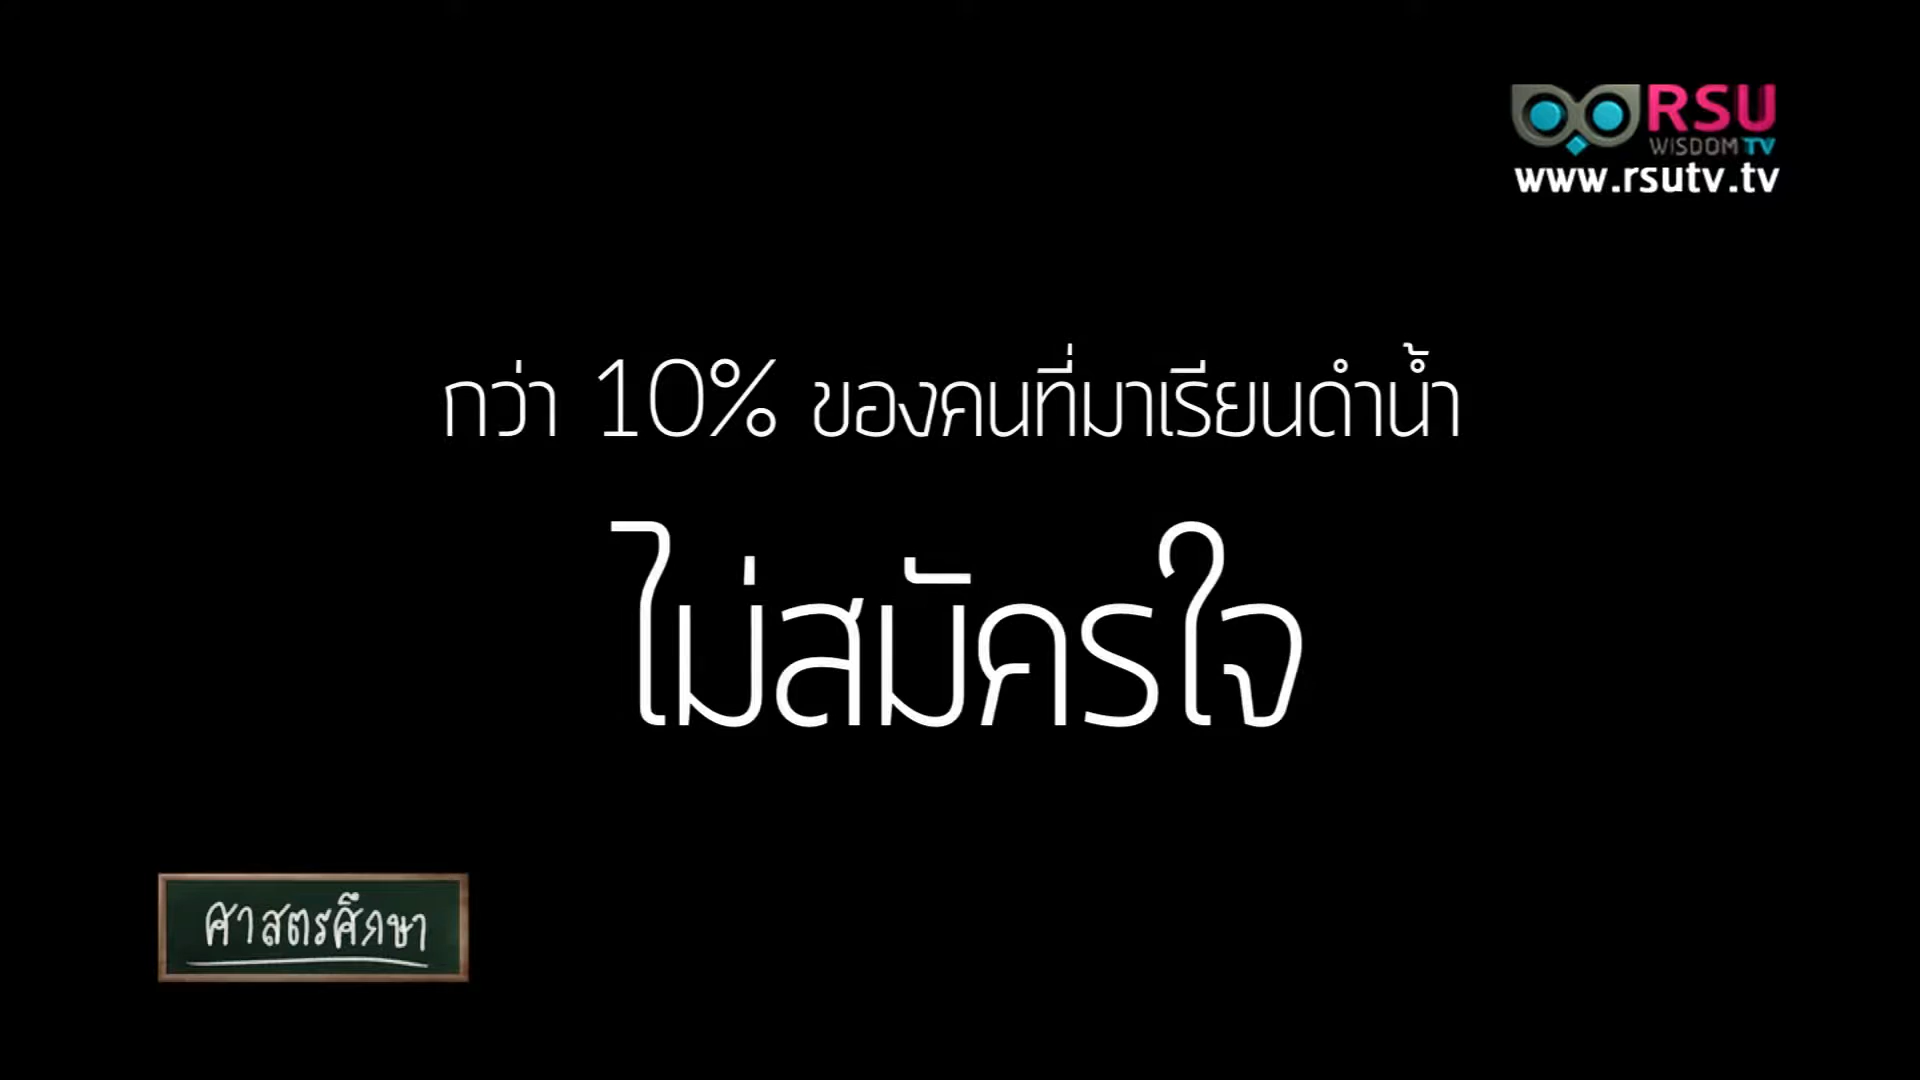 RSU
WISDOM TV
www.rsutv.tv
กว่า 10% ของคนที่มาเรียนดำน้ำ
ไม่สมัครใจ
ศาสตรศึกษา